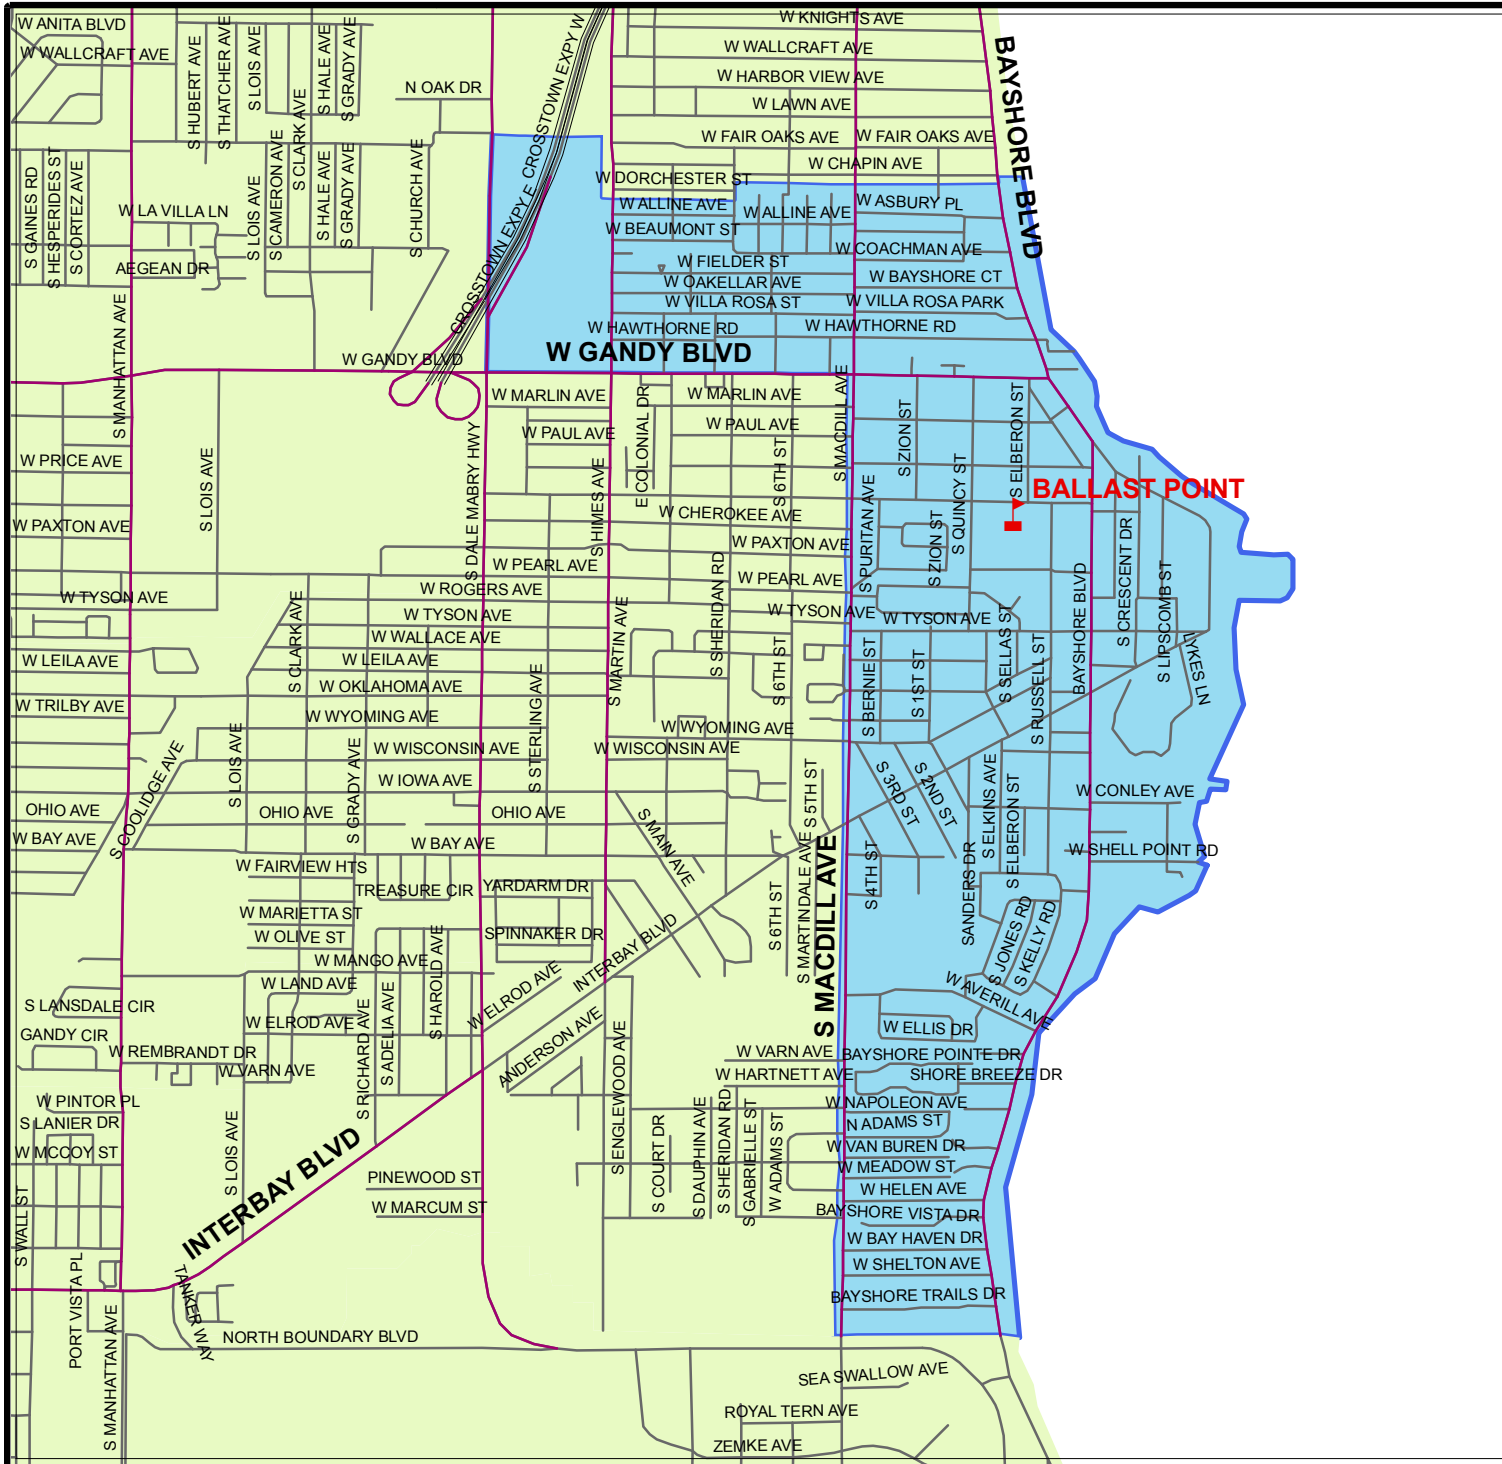 W ANITA BLVD
W WALLCRAFT AVE
S HUBERT AVE
S THATCHER AVE
S LOIS AVE
S CLARK AVE
S HALE AVE
S GRADY AVE
N OAK DR
CROSSTOWN EXPY W
W KNIGHTS AVE
W WALLCRAFT AVE
W HARBOR VIEW AVE
W LAWN AVE
W FAIR OAKS AVE
W FAIR OAKS AVE
W CHAPIN AVE
BAYSHORE BLVD
S GAINES RD
S HESPERIDES ST
S CORTEZ AVE
W LA VILLA LN
AEGEAN DR
S LOIS AVE
S CAMERON AVE
S HALE AVE
S GRADY AVE
S CHURCH AVE
CROSSTOWN EXPY E
W DORCHESTER ST
W ALLINE AVE
W ALLINE AVE
W ASBURY PL
W BEAUMONT ST
W COACHMAN AVE
W FIELDER ST
W OAKELLAR AVE
W BAYSHORE CT
W VILLA ROSA ST
W VILLA ROSA PARK
W HAWTHORNE RD
W HAWTHORNE RD
S MANHATTAN AVE
W GANDY BLVD
W GANDY BLVD
W MARLIN AVE
W MARLIN AVE
W PAUL AVE
W PAUL AVE
E COLONIAL DR
S 6TH ST
S MACDILL AVE
S ZION ST
S ELBERON ST
W PRICE AVE
S LOIS AVE
S DALE MABRY HWY
S HIMES AVE
S QUINCY ST
BALLAST POINT
W PAXTON AVE
W CHEROKEE AVE
W PAXTON AVE
S PURITAN AVE
S ZION ST
S CRESCENT DR
W PEARL AVE
W PEARL AVE
S SHERIDAN RD
W ROGERS AVE
W TYSON AVE
W TYSON AVE
W TYSON AVE
W TYSON AVE
BAYSHORE BLVD
S LIPSCOMB ST
LYKES LN
S CLARK AVE
W WALLACE AVE
W LEILA AVE
W LEILA AVE
S MARTIN AVE
S 6TH ST
S BERNIE ST
S 1ST ST
S SELLAS ST
S RUSSELL ST
W OKLAHOMA AVE
W TRILBY AVE
W WYOMING AVE
W WYOMING AVE
S STERLING AVE
W WISCONSIN AVE
W WISCONSIN AVE
S COOLIDGE AVE
S LOIS AVE
S GRADY AVE
W IOWA AVE
S 5TH ST
S 3RD ST
S 2ND ST
S ELKINS AVE
S ELBERON ST
W CONLEY AVE
OHIO AVE
OHIO AVE
OHIO AVE
S MAIN AVE
W BAY AVE
W BAY AVE
W SHELL POINT RD
W FAIRVIEW HTS
TREASURE CIR
YARDARM DR
S 6TH ST
S MARTINDALE AVE
S MACDILL AVE
S 4TH ST
SANDERS DR
S JONES RD
S KELLY RD
W MARIETTA ST
W OLIVE ST
SPINNAKER DR
INTERBAY BLVD
W MANGO AVE
W LAND AVE
S HAROLD AVE
W ELROD AVE
W AVERILL AVE
S LANSDALE CIR
W ELROD AVE
S RICHARD AVE
S ADELIA AVE
ANDERSON AVE
S ENGLEWOOD AVE
W ELLIS DR
GANDY CIR
W REMBRANDT DR
W VARN AVE
W VARN AVE
BAYSHORE POINTE DR
W HARTNETT AVE
SHORE BREEZE DR
W PINTOR PL
S LANIER DR
W MCCOY ST
S LOIS AVE
INTERBAY BLVD
S COURT DR
S DAUPHIN AVE
S SHERIDAN RD
S GABRIELLE ST
W ADAMS ST
W NAPOLEON AVE
N ADAMS ST
W VAN BUREN DR
W MEADOW ST
PINEWOOD ST
W HELEN AVE
W MARCUM ST
BAYSHORE VISTA DR
S WALL ST
W BAY HAVEN DR
W SHELTON AVE
PORT VISTA PL
TANKER WAY
BAYSHORE TRAILS DR
S MANHATTAN AVE
NORTH BOUNDARY BLVD
SEA SWALLOW AVE
ROYAL TERN AVE
ZEMKE AVE